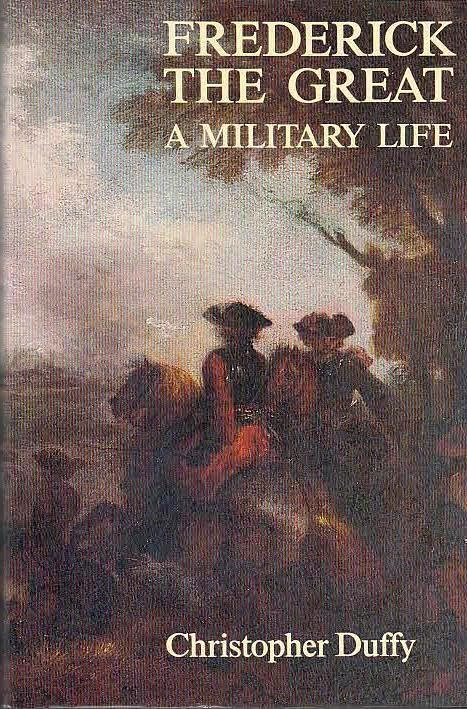 FREDERICK
THE GREAT
A MILITARY LIFE
Christopher Duffy